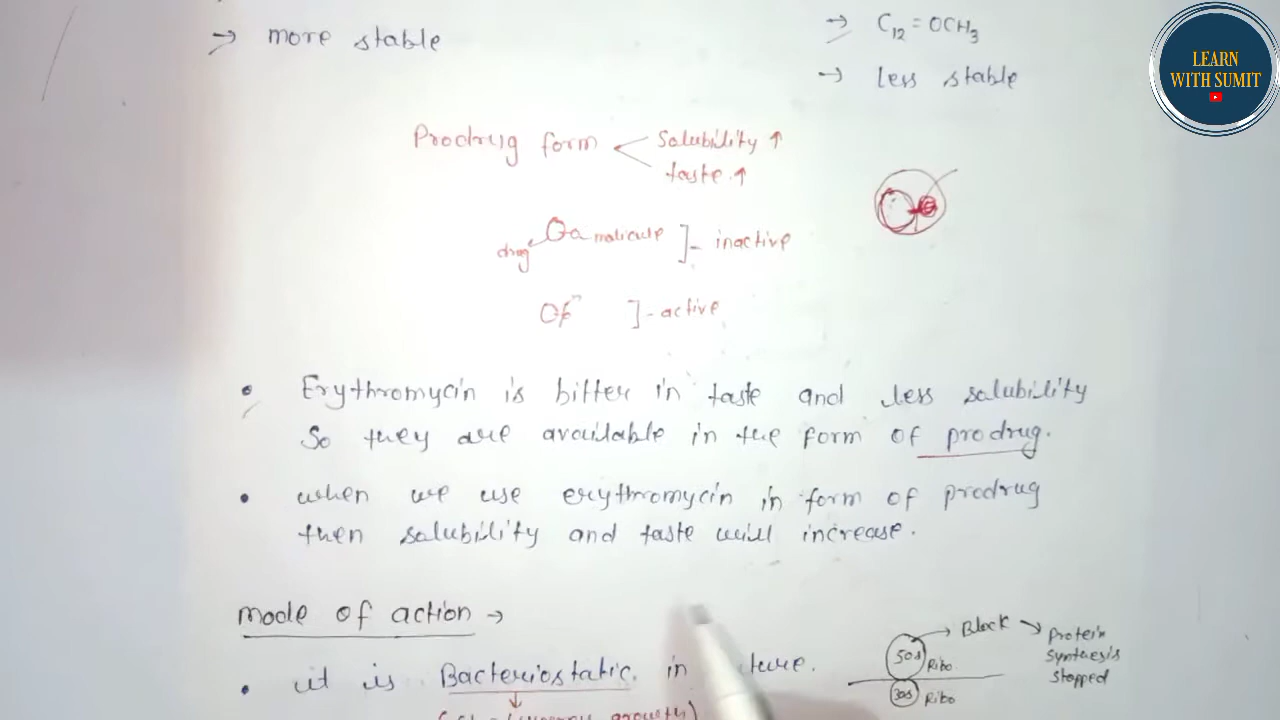 → more stable
→ C12 = OCH3
→ less stable
LEARN
WITH SUMIT
Prodrug form < Solubility ↑
taste. ↑
drug molicule ]- inactive
]- active
• Erythromycin is bitter in taste and less solubility
So they are available in the form of prodrug.
• when we use erythromycin in form of prodrug
then solubility and taste will increase.
mode of action →
50s Ribo → Block → Protein
Synthesis
Stopped
30s Ribo
• it is Bacteriostatic in
growth)